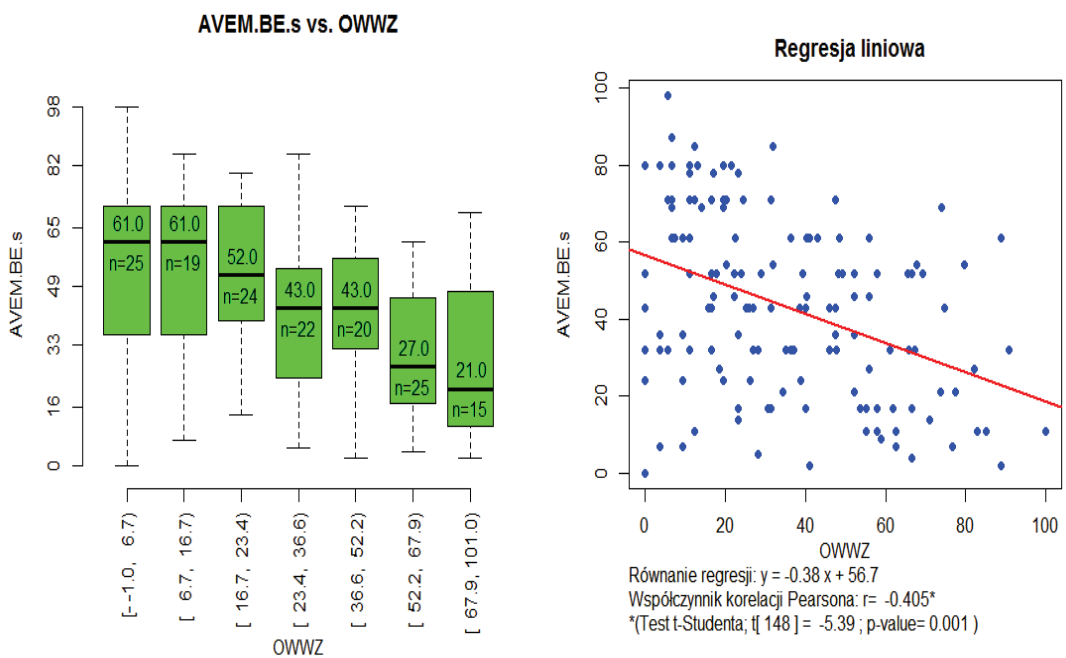 AVEM.BE.s vs. OWWZ
AVEM.BE.s
98
82
65
49
33
16
0
61.0
n=25
61.0
n=19
52.0
n=24
43.0
n=22
43.0
n=20
27.0
n=25
21.0
n=15
[--1.0, 6.7)
[ 6.7, 16.7)
[ 16.7, 23.4)
[ 23.4, 36.6)
[ 36.6, 52.2)
[ 52.2, 67.9)
[ 67.9, 101.0)
OWWZ
Regresja liniowa
AVEM.BE.s
100
80
60
40
20
0
0 20 40 60 80 100
OWWZ
Równanie regresji: y = -0.38 x + 56.7
Współczynnik korelacji Pearsona: r= -0.405*
*(Test t-Studenta; t[ 148 ] = -5.39 ; p-value= 0.001 )